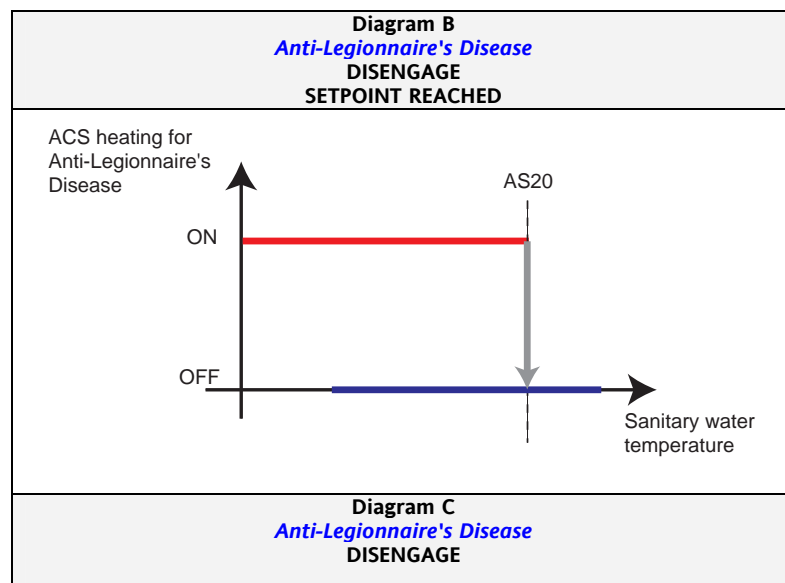 Diagram B
Anti-Legionnaire's Disease
DISENGAGE
SETPOINT REACHED
ACS heating for
Anti-Legionnaire's
Disease
AS20
ON
OFF
Sanitary water
temperature
Diagram C
Anti-Legionnaire's Disease
DISENGAGE